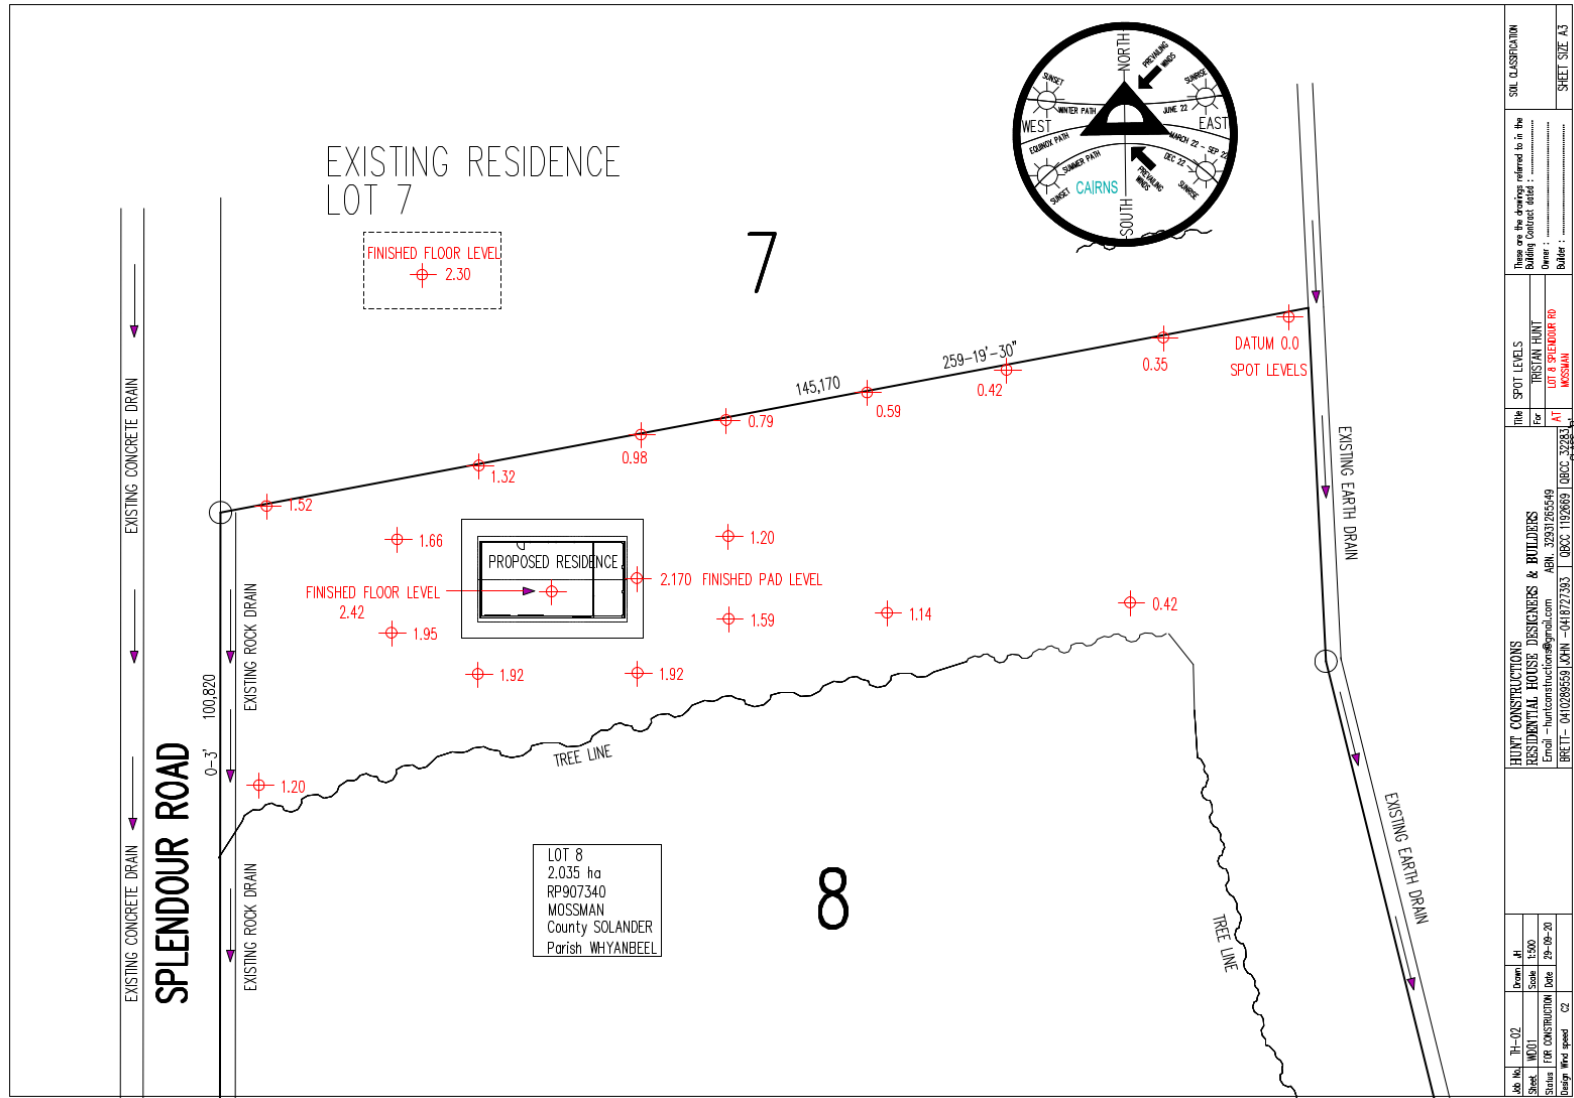 EXISTING RESIDENCE
LOT 7
FINISHED FLOOR LEVEL
2.30
7
NORTH
PREVAILING
WINDS
SUNSET
SUNRISE
WINTER PATH
JUNE 22
WEST
EAST
EQUINOX PATH
MARCH 22 - SEP 22
SUMMER PATH
DEC 22
PREVAILING
WINDS
SUNSET
SUNRISE
CAIRNS
SOUTH
DATUM 0.0
SPOT LEVELS
259-19'-30"
145,170
0.35
0.42
0.59
0.79
0.98
1.32
1.52
1.66
1.20
PROPOSED RESIDENCE
2.170 FINISHED PAD LEVEL
FINISHED FLOOR LEVEL
2.42
1.95
1.59
1.14
0.42
1.92
1.92
1.20
TREE LINE
TREE LINE
EXISTING CONCRETE DRAIN
EXISTING CONCRETE DRAIN
EXISTING ROCK DRAIN
EXISTING ROCK DRAIN
EXISTING EARTH DRAIN
EXISTING EARTH DRAIN
100,820
0-3'
SPLENDOUR ROAD
LOT 8
2.035 ha
RP907340
MOSSMAN
County SOLANDER
Parish WHYANBEEL
8
SOIL CLASSIFICATION
SHEET SIZE A3
These are the drawings referred to in the
Building Contract dated :
Owner :
Builder :
Title SPOT LEVELS
For TRISTAN HUNT
AT LOT 8 SPLENDOUR RD
MOSSMAN
HUNT CONSTRUCTIONS
RESIDENTIAL HOUSE DESIGNERS & BUILDERS
Email -huntconstructions@gmail.com ABN. 32931265549
BRETT- 0410289559 JOHN -0418727393 QBCC 1192669 QBCC 32283
Job No. TH-02 Drawn JH
Sheet. WD01 Scale 1:500
Status FOR CONSTRUCTION Date 29-09-20
Design Wind speed C2